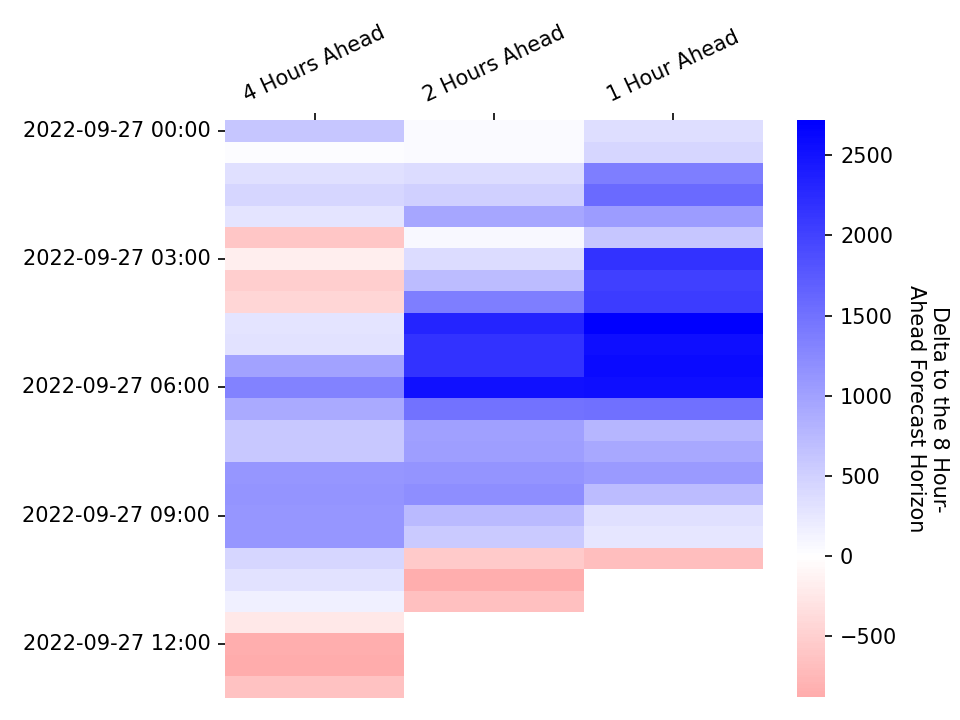 4 Hours Ahead
2 Hours Ahead
1 Hour Ahead
2022-09-27 00:00
2022-09-27 03:00
2022-09-27 06:00
2022-09-27 09:00
2022-09-27 12:00
2500
2000
1500
1000
500
0
−500
Delta to the 8 Hour-
Ahead Forecast Horizon